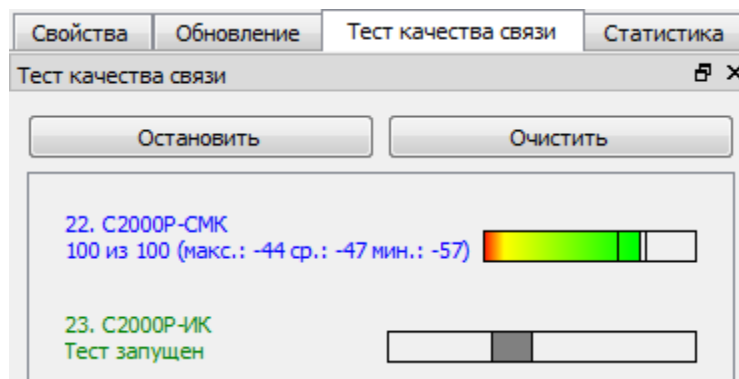 Свойства Обновление Тест качества связи Статистика
Тест качества связи
Остановить Очистить
22. С2000Р-СМК
100 из 100 (макс.: -44 ср.: -47 мин.: -57)
23. С2000Р-ИК
Тест запущен